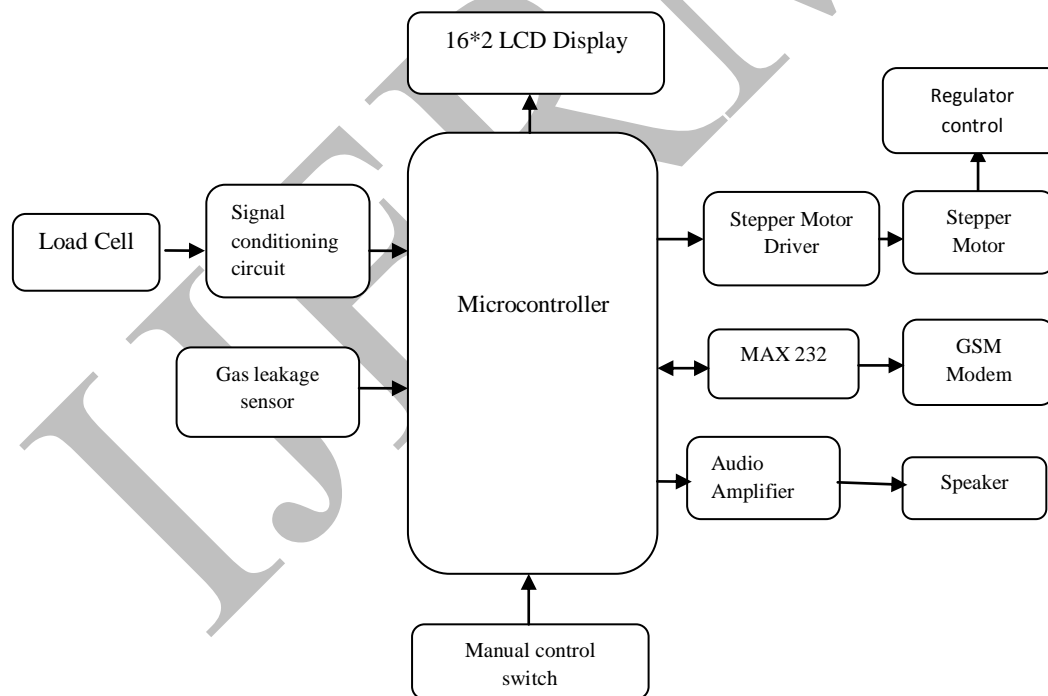 16*2 LCD Display
Regulator
control
Load Cell
Signal
conditioning
circuit
Stepper Motor
Driver
Stepper
Motor
Microcontroller
Gas leakage
sensor
MAX 232
GSM
Modem
Audio
Amplifier
Speaker
Manual control
switch